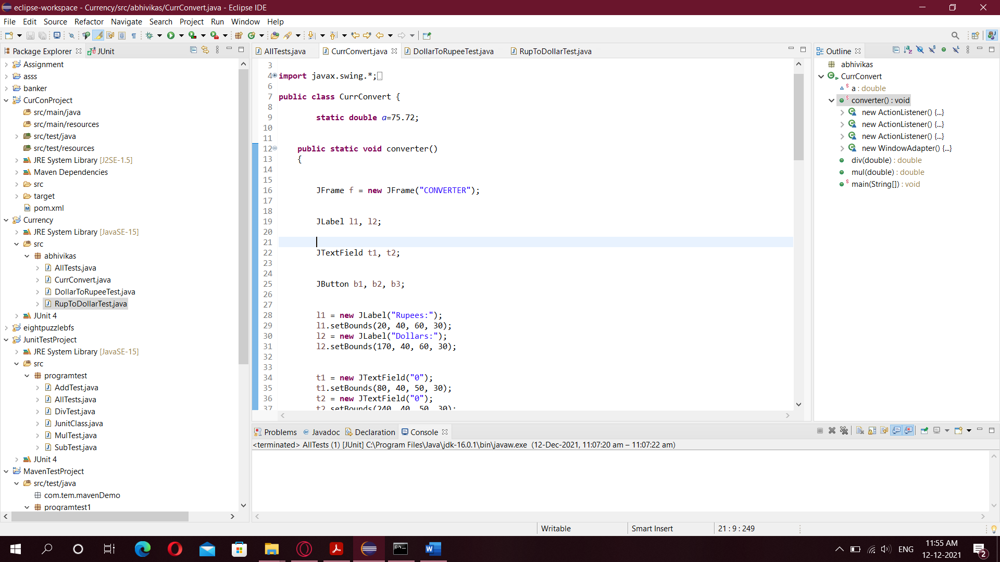 eclipse-workspace - Currency/src/abhivikas/CurrConvert.java - Eclipse IDE
File Edit Source Refactor Navigate Search Project Run Window Help
Package Explorer JUnit
Assignment
asss
banker
CurConProject
src/main/java
src/main/resources
src/test/java
src/test/resources
JRE System Library [J2SE-1.5]
Maven Dependencies
src
target
pom.xml
Currency
JRE System Library [JavaSE-15]
src
abhivikas
AllTests.java
CurrConvert.java
DollarToRupeeTest.java
RupToDollarTest.java
JUnit 4
eightpuzzlebfs
JunitTestProject
JRE System Library [JavaSE-15]
src
programtest
AddTest.java
AllTests.java
DivTest.java
JunitClass.java
MulTest.java
SubTest.java
JUnit 4
MavenTestProject
src/test/java
com.tem.mavenDemo
programtest1
AllTests.java CurrConvert.java DollarToRupeeTest.java RupToDollarTest.java
3
4 import javax.swing.*;
6
7 public class CurrConvert {
8
9 static double a=75.72;
10
11
12 public static void converter()
13 {
14
15
16 JFrame f = new JFrame("CONVERTER");
17
18
19 JLabel l1, l2;
20
21
22 JTextField t1, t2;
23
24
25 JButton b1, b2, b3;
26
27
28 l1 = new JLabel("Rupees:");
29 l1.setBounds(20, 40, 60, 30);
30 l2 = new JLabel("Dollars:");
31 l2.setBounds(170, 40, 60, 30);
32
33
34 t1 = new JTextField("0");
35 t1.setBounds(80, 40, 50, 30);
36 t2 = new JTextField("0");
37 t2.setBounds(240, 40, 50, 30);
Outline
abhivikas
CurrConvert
a : double
converter() : void
new ActionListener() {...}
new ActionListener() {...}
new ActionListener() {...}
new WindowAdapter() {...}
div(double) : double
mul(double) : double
main(String[]) : void
Problems Javadoc Declaration Console
<terminated> AllTests (1) [JUnit] C:\Program Files\Java\jdk-16.0.1\bin\javaw.exe (12-Dec-2021, 11:07:20 am – 11:07:22 am)
Writable Smart Insert 21 : 9 : 249
ENG 11:55 AM
12-12-2021
2